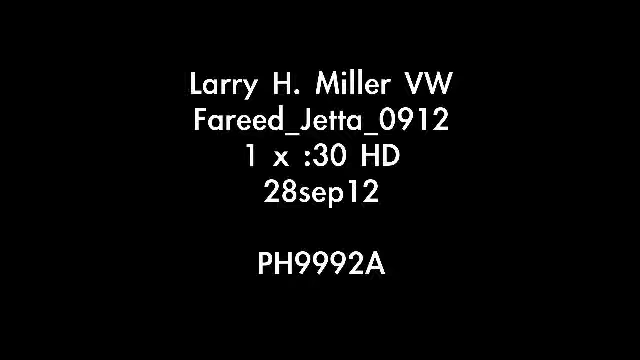 Larry H. Miller VW
Fareed_Jetta_0912
1 x :30 HD
28sep12
PH9992A